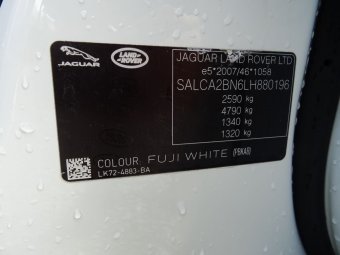 JAGUAR
LAND ROVER
JAGUAR LAND ROVER LTD
e5*2007/46*1058
SALCA2BN6LH880196
2590 kg
4790 kg
1340 kg
1320 kg
COLOUR: FUJI WHITE (PEKAR)
LK72-4883-BA